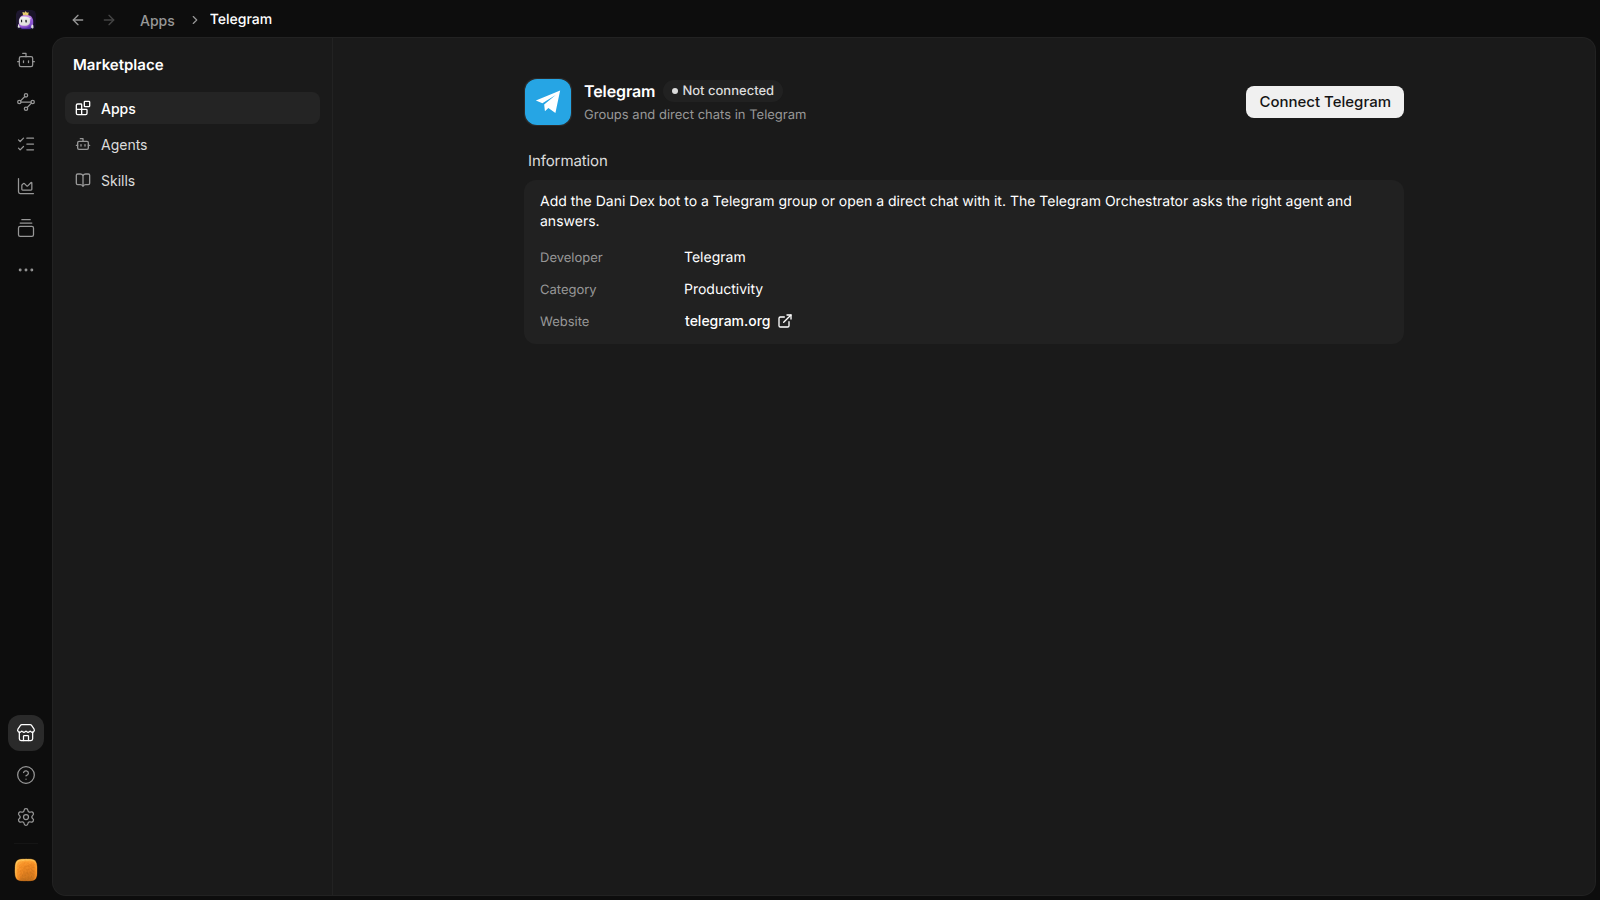 Apps > Telegram
Marketplace
Apps
Agents
Skills
Telegram
Not connected
Groups and direct chats in Telegram
Connect Telegram
Information
Add the Dani Dex bot to a Telegram group or open a direct chat with it. The Telegram Orchestrator asks the right agent and
answers.
Developer Telegram
Category Productivity
Website telegram.org